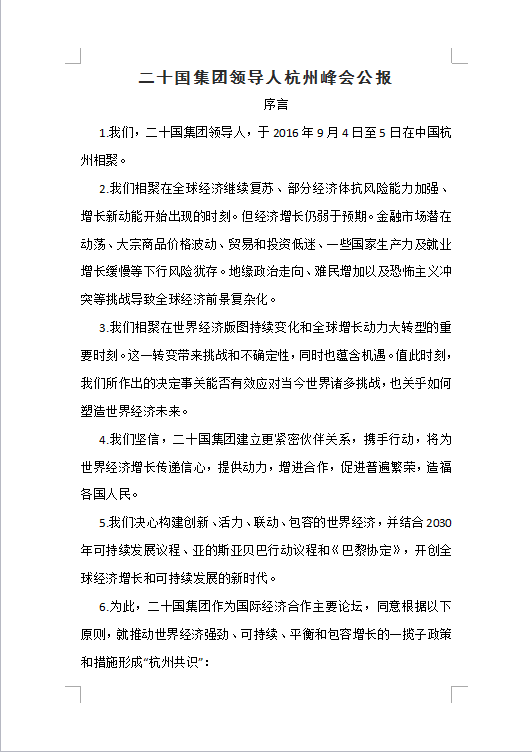 二十国集团领导人杭州峰会公报
序言
1.我们，二十国集团领导人，于 2016 年 9 月 4 日至 5 日在中国杭
州相聚。
2.我们相聚在全球经济继续复苏、部分经济体抗风险能力加强、
增长新动能开始出现的时刻。但经济增长仍弱于预期。金融市场潜在
动荡、大宗商品价格波动、贸易和投资低迷、一些国家生产力及就业
增长缓慢等下行风险犹存。地缘政治走向、难民增加以及恐怖主义冲
突等挑战导致全球经济前景复杂化。
3.我们相聚在世界经济版图持续变化和全球增长动力大转型的重
要时刻。这一转变带来挑战和不确定性，同时也蕴含机遇。值此时刻，
我们所作出的决定事关能否有效应对当今世界诸多挑战，也关乎如何
塑造世界经济未来。
4.我们坚信，二十国集团建立更紧密伙伴关系，携手行动，将为
世界经济增长传递信心，提供动力，增进合作，促进普遍繁荣，造福
各国人民。
5.我们决心构建创新、活力、联动、包容的世界经济，并结合 2030
年可持续发展议程、亚的斯亚贝巴行动议程和《巴黎协定》，开创全
球经济增长和可持续发展的新时代。
6.为此，二十国集团作为国际经济合作主要论坛，同意根据以下
原则，就推动世界经济强劲、可持续、平衡和包容增长的一揽子政策
和措施形成“杭州共识”：